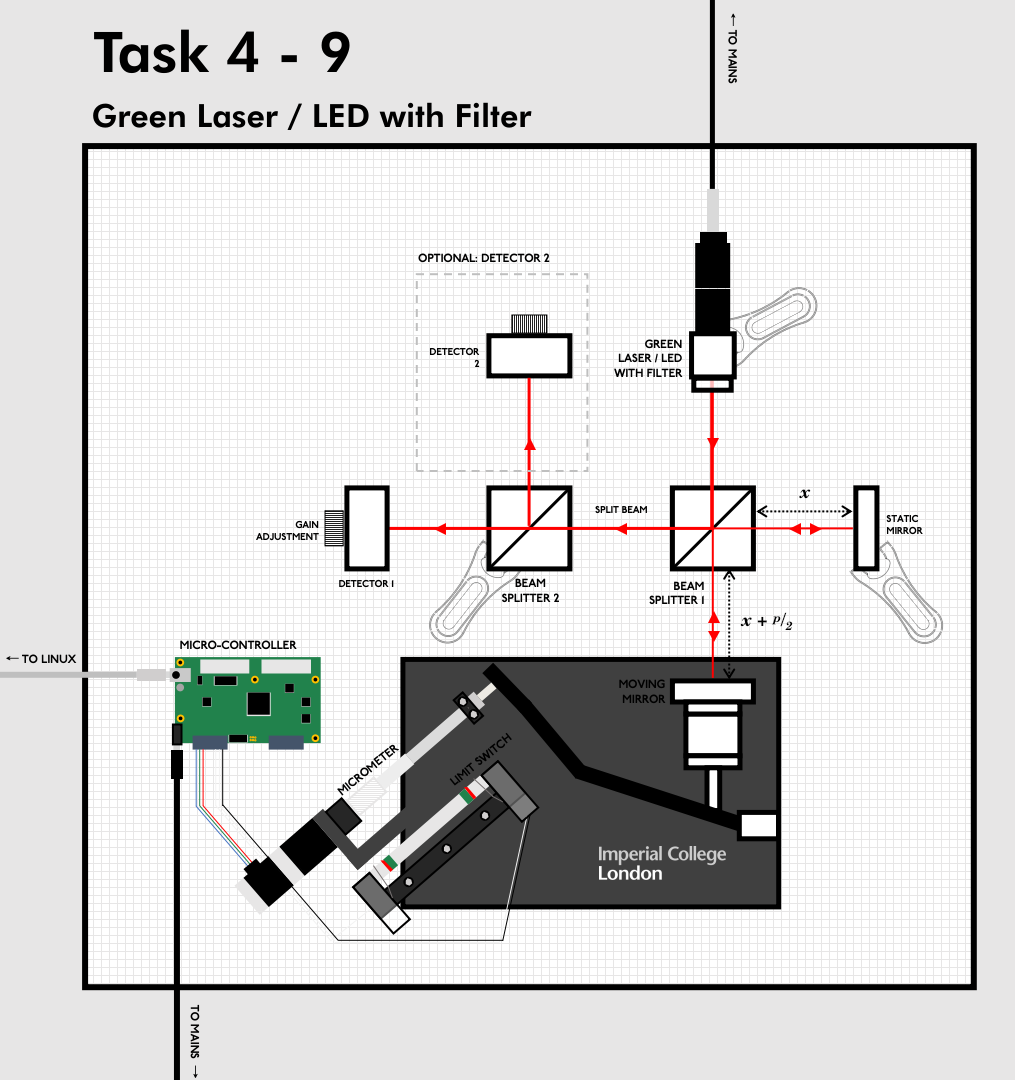 Task 4 - 9
← TO MAINS
Green Laser / LED with Filter
OPTIONAL: DETECTOR 2
DETECTOR
2
GREEN
LASER / LED
WITH FILTER
x
SPLIT BEAM
GAIN
ADJUSTMENT
STATIC
MIRROR
DETECTOR 1
BEAM
SPLITTER 2
BEAM
SPLITTER 1
x + p/2
MICRO-CONTROLLER
← TO LINUX
MOVING
MIRROR
MICROMETER
LIMIT SWITCH
Imperial College
London
TO MAINS →